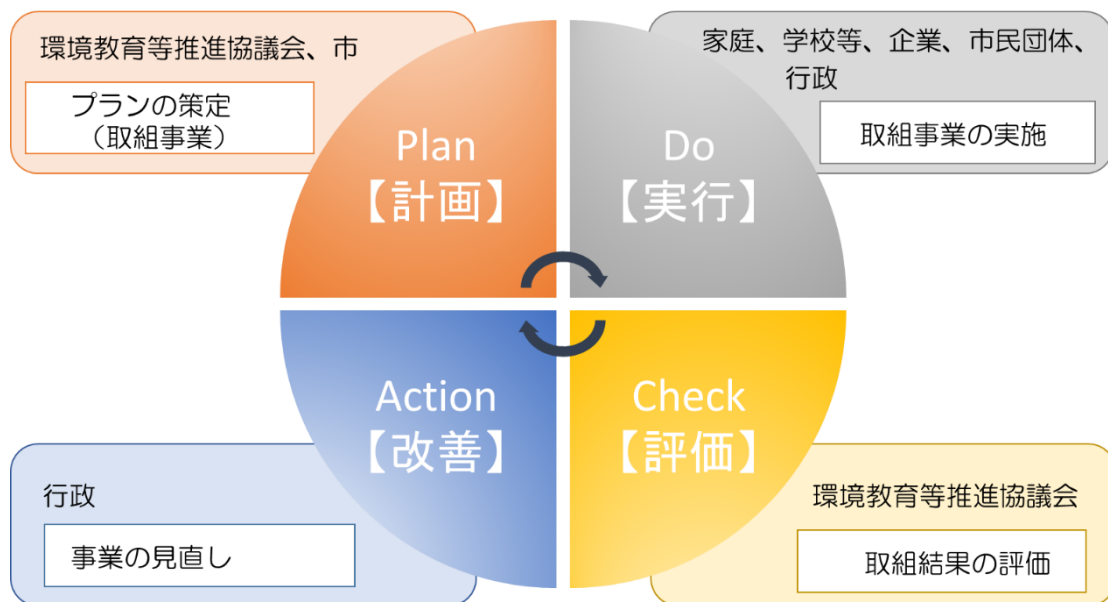 環境教育等推進協議会、市
プランの策定
（取組事業）
Plan
【計画】
家庭、学校等、企業、市民団体、
行政
取組事業の実施
Do
【実行】
Action
【改善】
行政
事業の見直し
Check
【評価】
環境教育等推進協議会
取組結果の評価